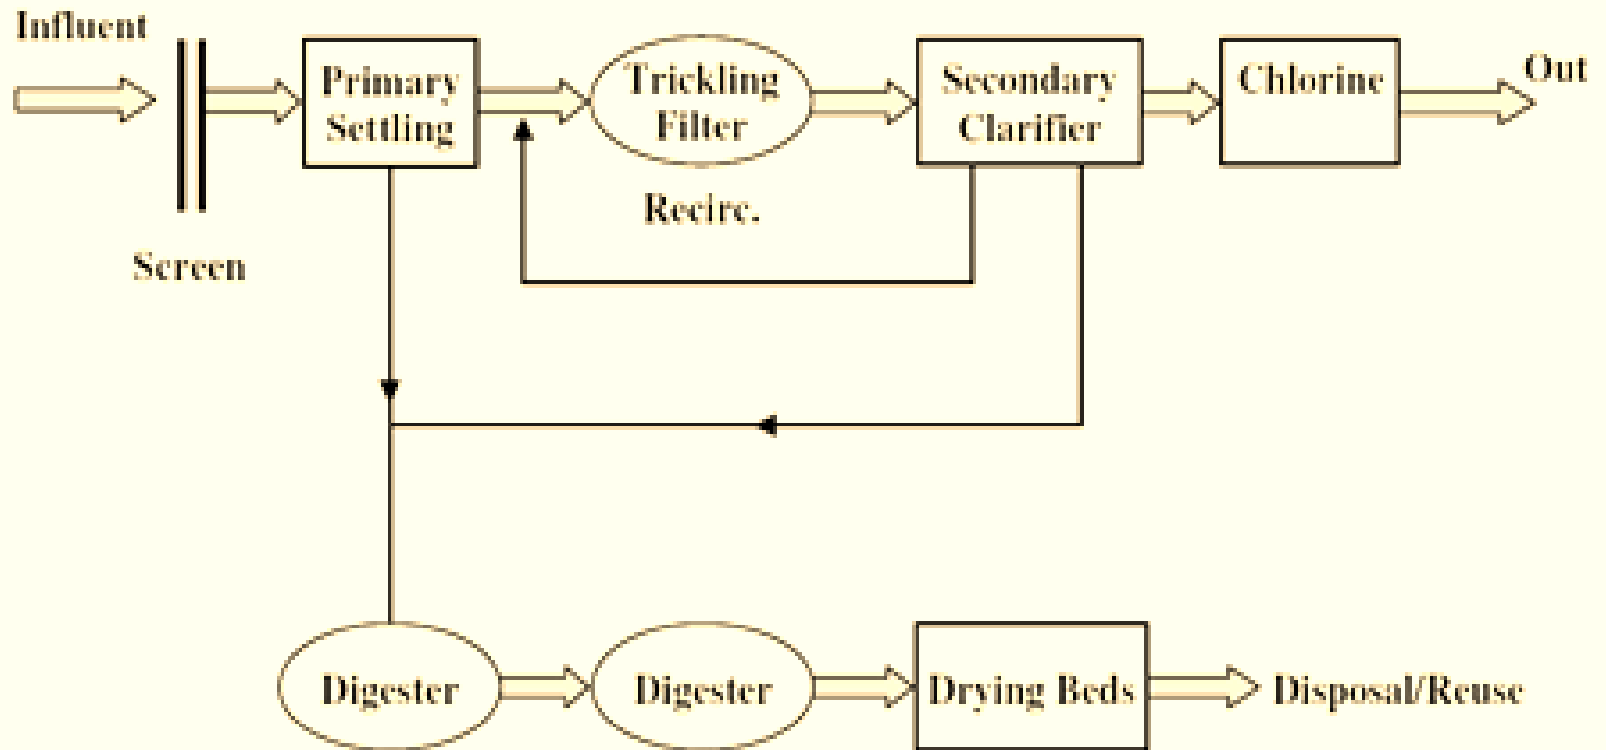 Influent
Primary
Settling
Trickling
Filter
Secondary
Clarifier
Chlorine
Out
Recirc.
Screen
Digester
Digester
Drying Beds
Disposal/Reuse